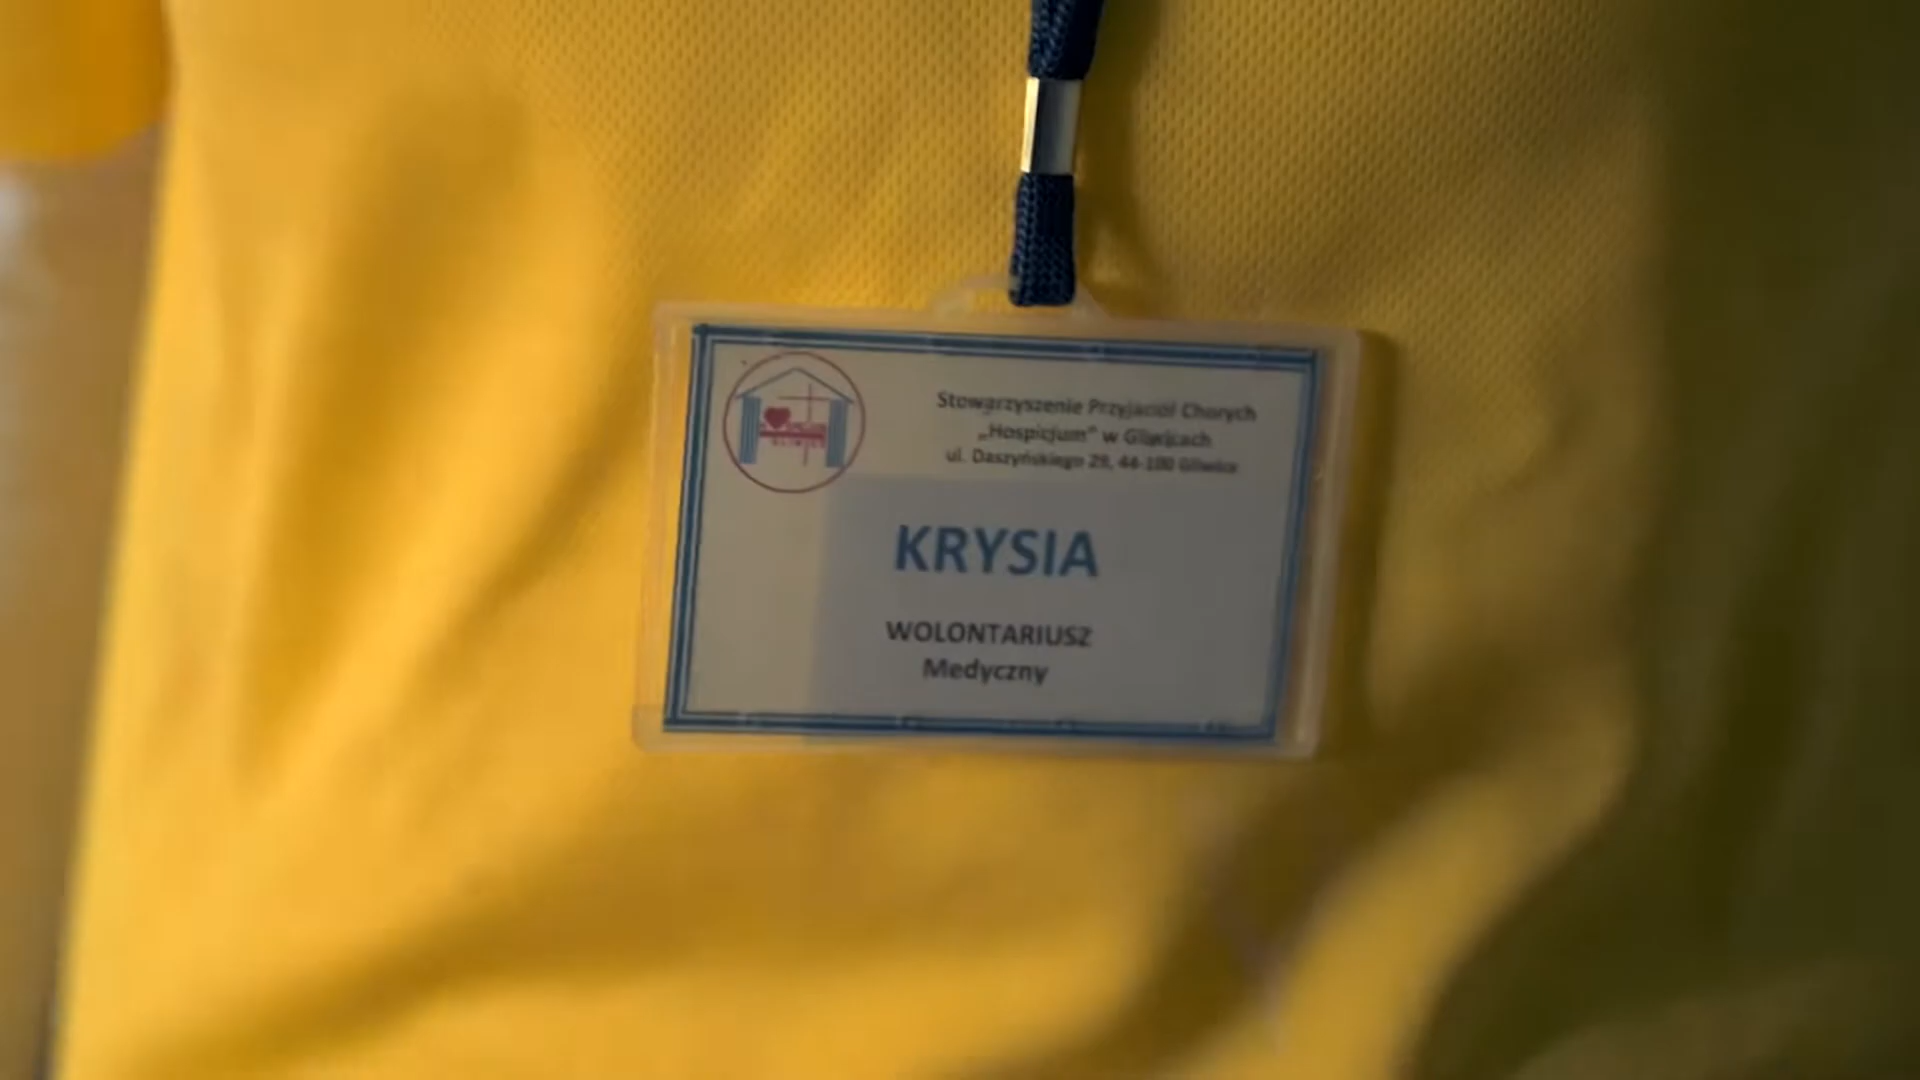 Stowarzyszenie Przyjaciół Chorych
„Hospicjum” w Gliwicach
ul. Daszyńskiego 29, 44-100 Gliwice
KRYSIA
WOLONTARIUSZ
Medyczny